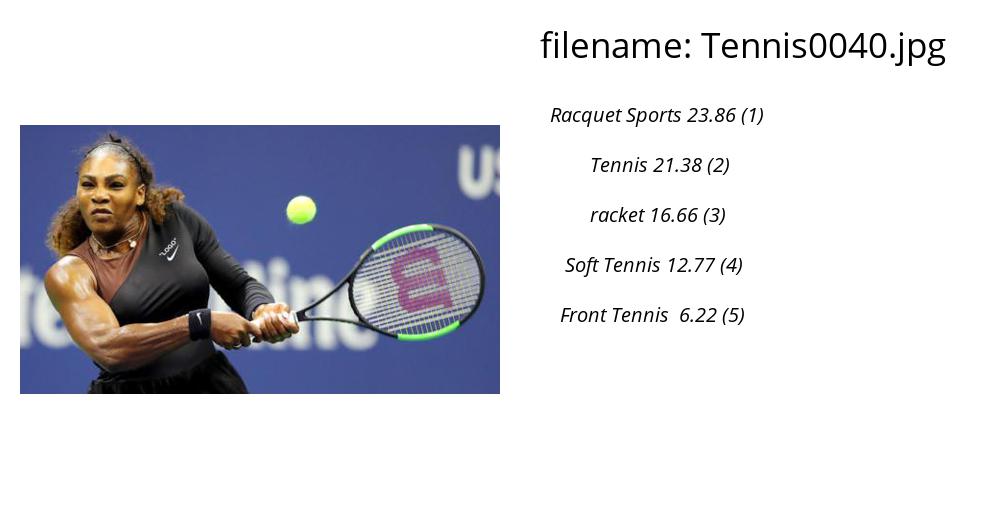 filename: Tennis0040.jpg
Racquet Sports 23.86 (1)
Tennis 21.38 (2)
racket 16.66 (3)
Soft Tennis 12.77 (4)
Front Tennis 6.22 (5)
US
"LOGO"
W
line